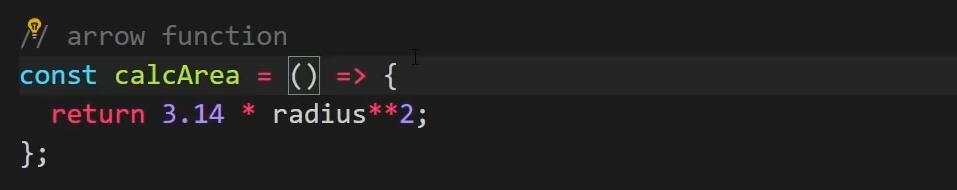 // arrow function
const calcArea = () => {
  return 3.14 * radius**2;
};